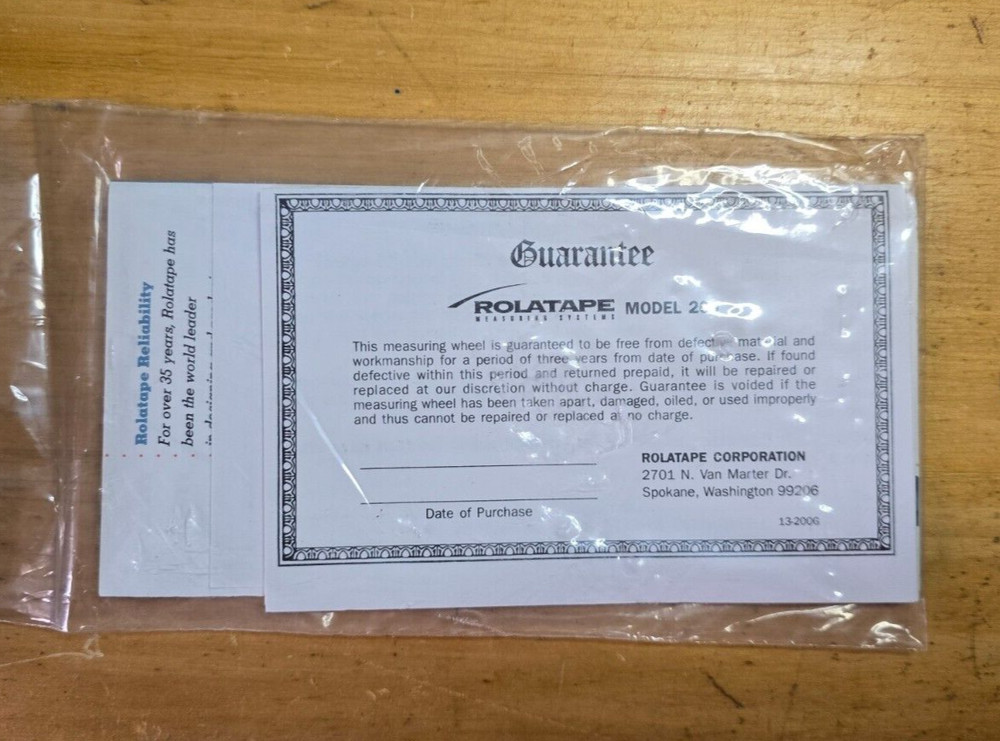 Rolatape Reliability
For over 35 years, Rolatape has
been the world leader
Guarantee
ROLATAPE MODEL
MEASURING SYSTEMS
This measuring wheel is guaranteed to be free from defective material and
workmanship for a period of three years from date of purchase. If found
defective within this period and returned prepaid, it will be repaired or
replaced at our discretion without charge. Guarantee is voided if the
measuring wheel has been taken apart, damaged, oiled, or used improperly
and thus cannot be repaired or replaced at no charge.
Date of Purchase
ROLATAPE CORPORATION
2701 N. Van Marter Dr.
Spokane, Washington 99206
13-2006